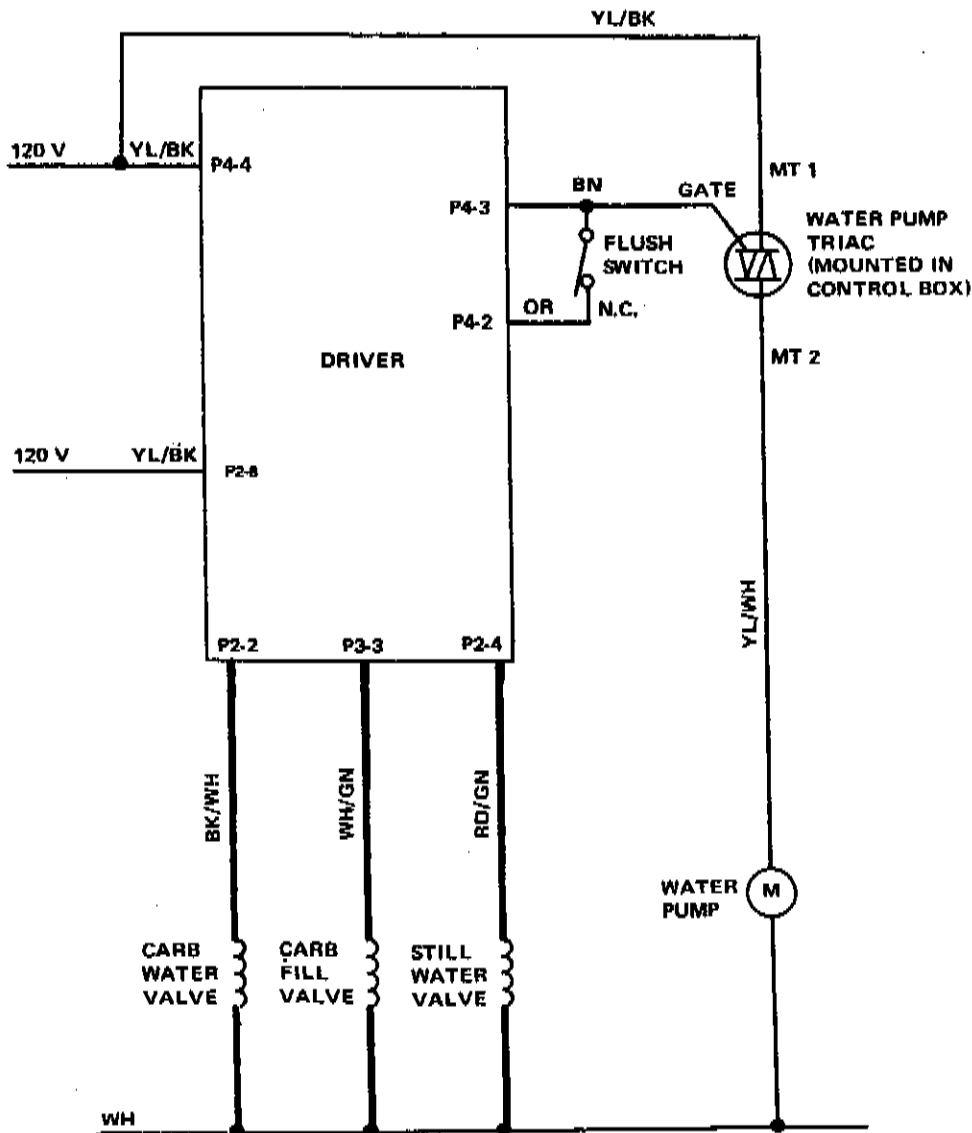 YL/BK
120 V
YL/BK
P4-4
MT 1
BN
GATE
P4-3
WATER PUMP
TRIAC
(MOUNTED IN
CONTROL BOX)
FLUSH
SWITCH
OR
N.C.
P4-2
DRIVER
MT 2
120 V
YL/BK
P2-8
YL/WH
P2-2
P3-3
P2-4
BK/WH
WH/GN
RD/GN
WATER
PUMP
M
CARB
WATER
VALVE
CARB
FILL
VALVE
STILL
WATER
VALVE
WH